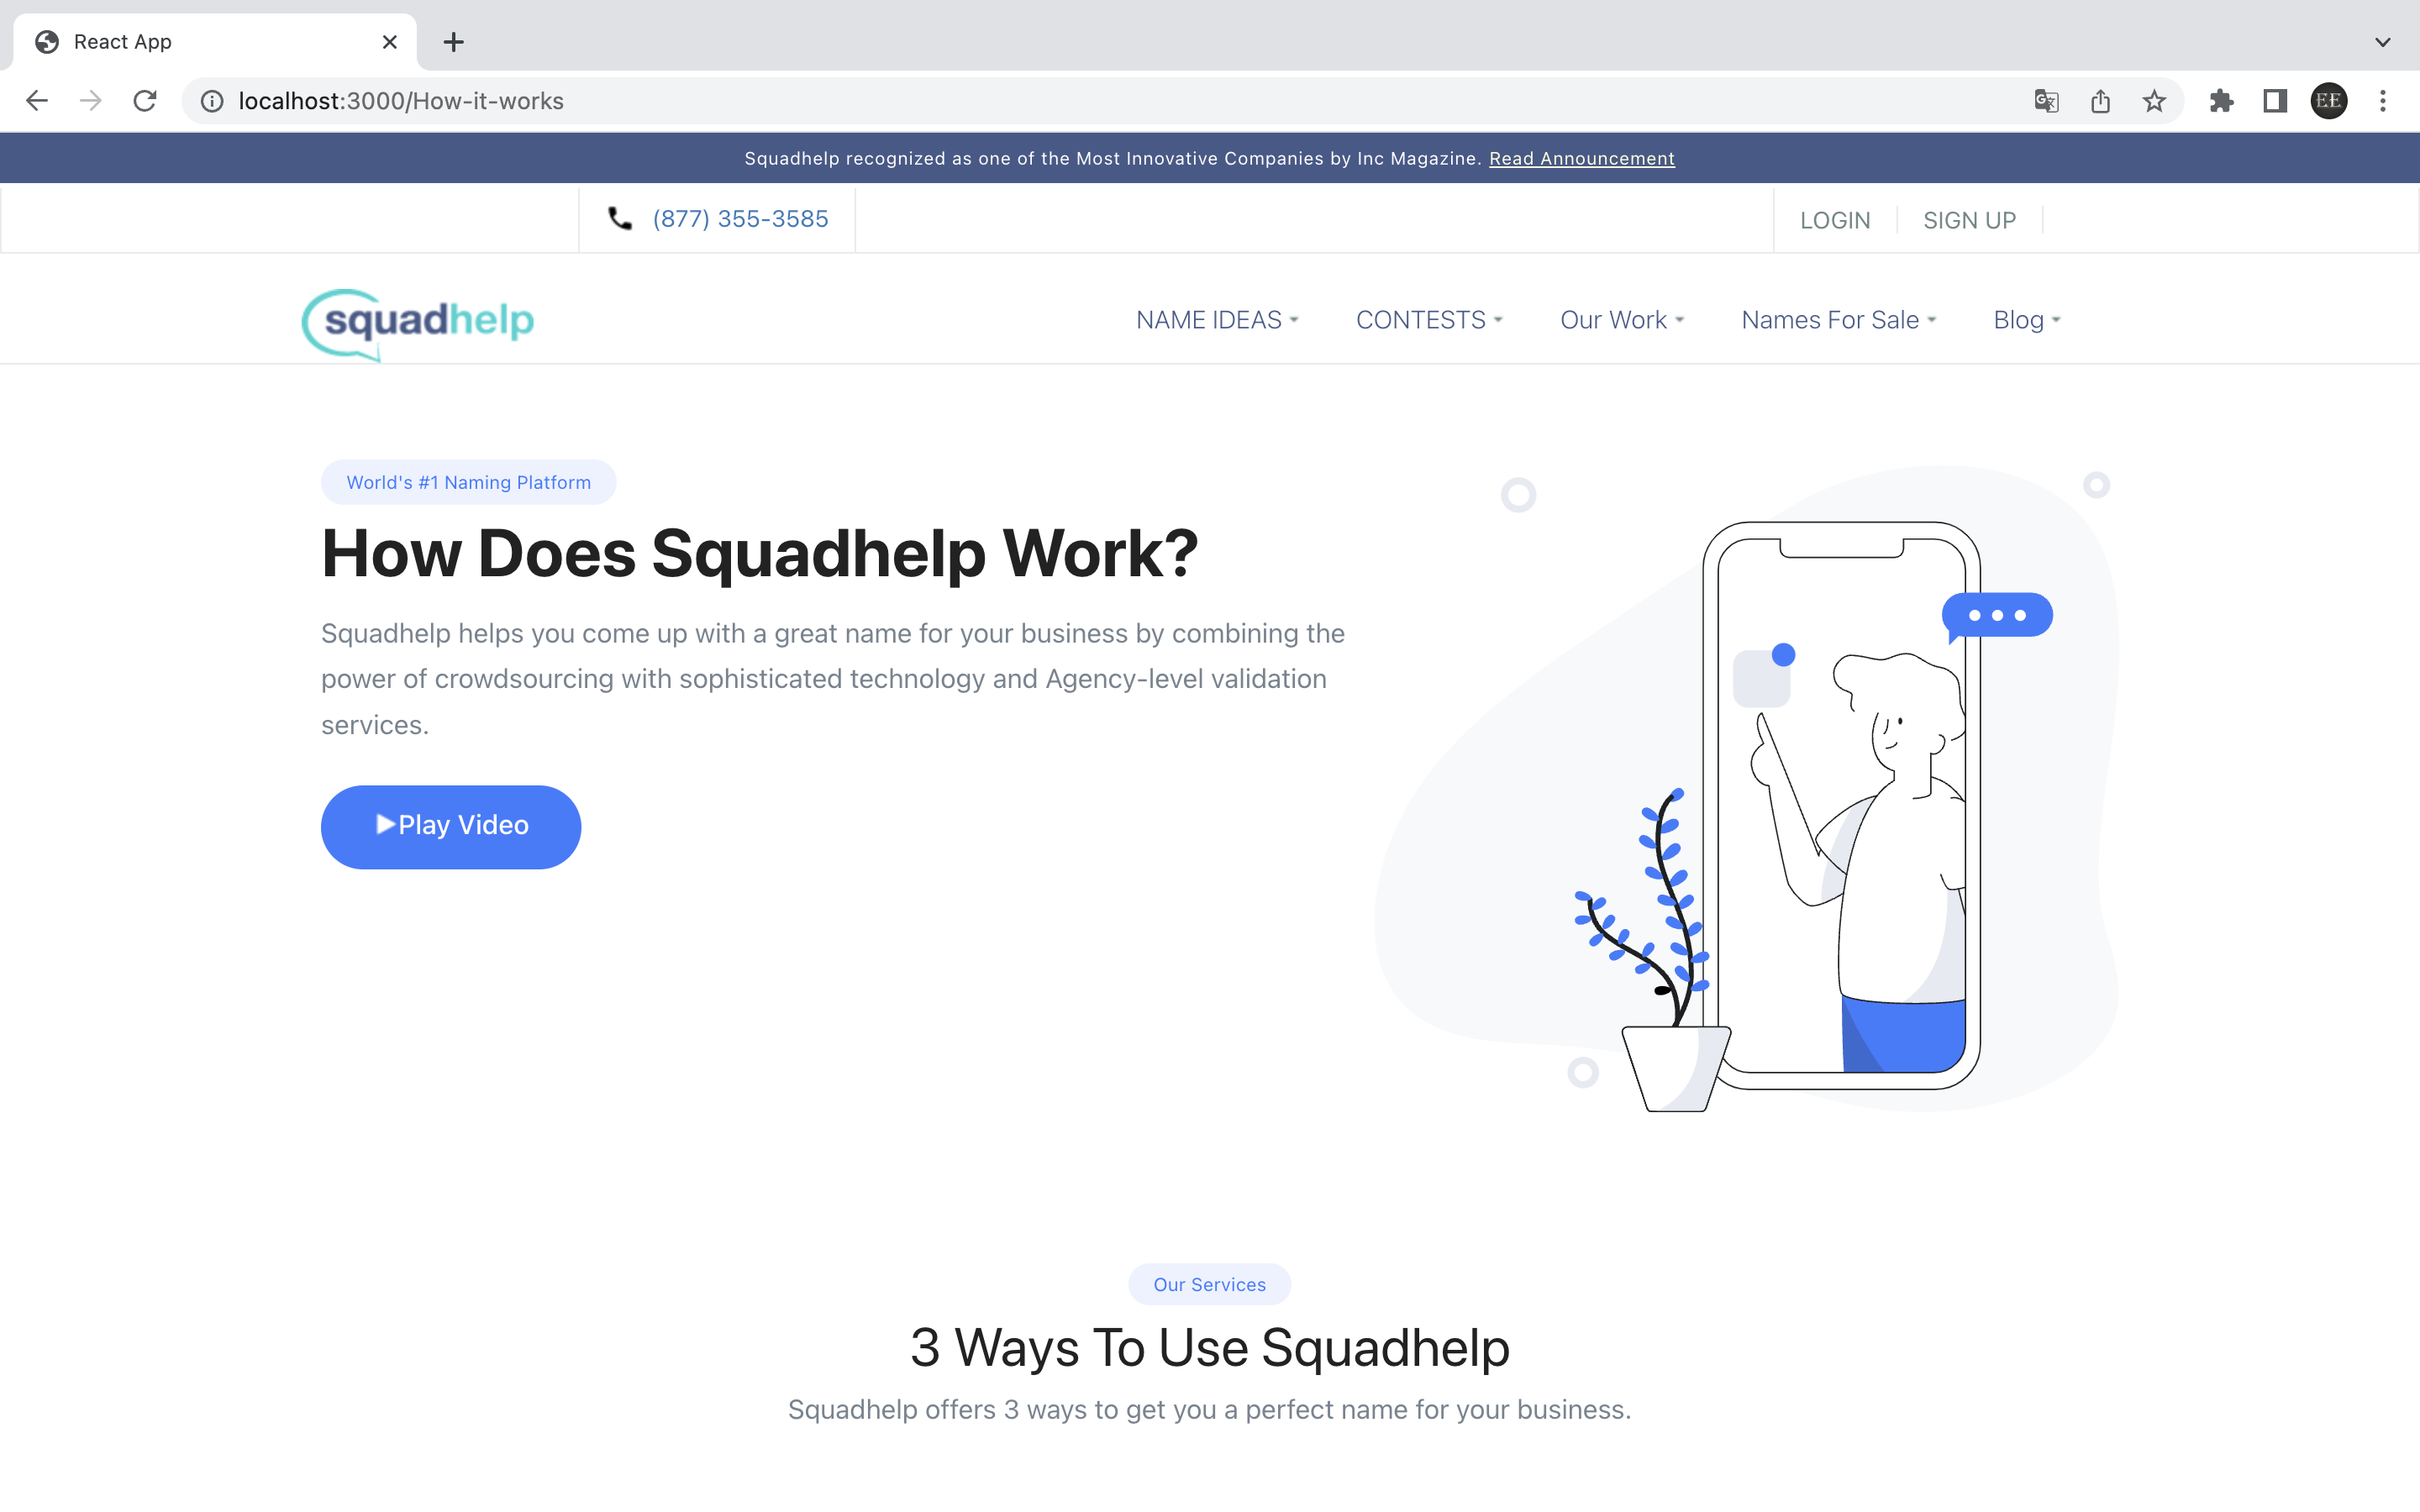 React App
localhost:3000/How-it-works
EE
Squadhelp recognized as one of the Most Innovative Companies by Inc Magazine. Read Announcement
(877) 355-3585
LOGIN
SIGN UP
squadhelp
NAME IDEAS
CONTESTS
Our Work
Names For Sale
Blog
World's #1 Naming Platform
How Does Squadhelp Work?
Squadhelp helps you come up with a great name for your business by combining the
power of crowdsourcing with sophisticated technology and Agency-level validation
services.
Play Video
Our Services
3 Ways To Use Squadhelp
Squadhelp offers 3 ways to get you a perfect name for your business.